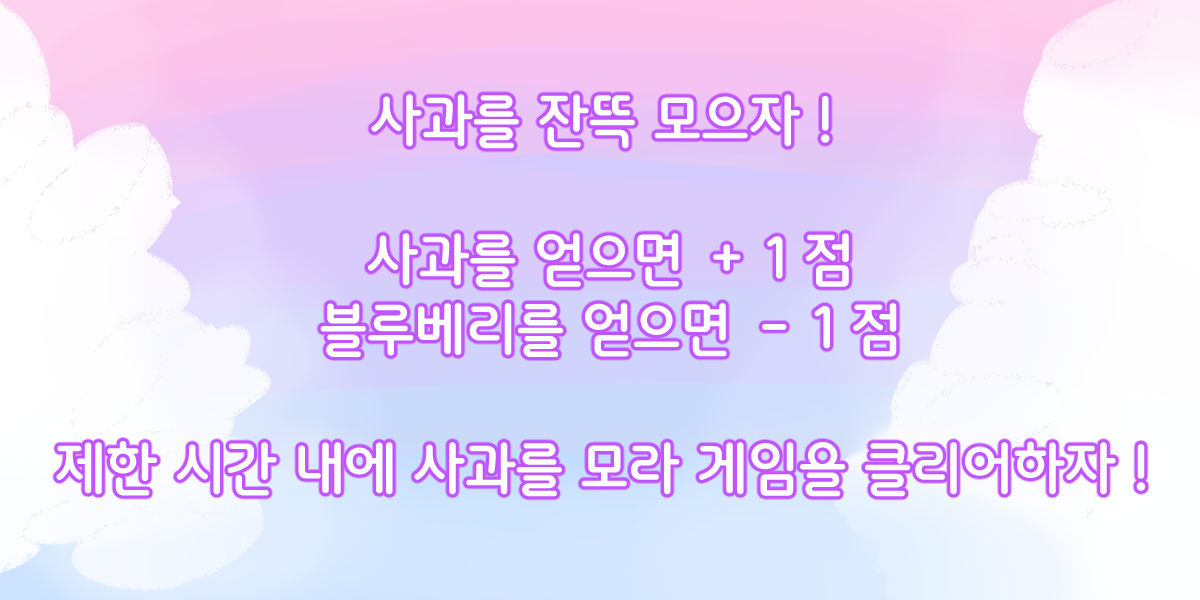 사과를 잔뜩 모으자 !
사과를 얻으면 + 1 점
블루베리를 얻으면 - 1 점
제한 시간 내에 사과를 모라 게임을 클리어하자 !